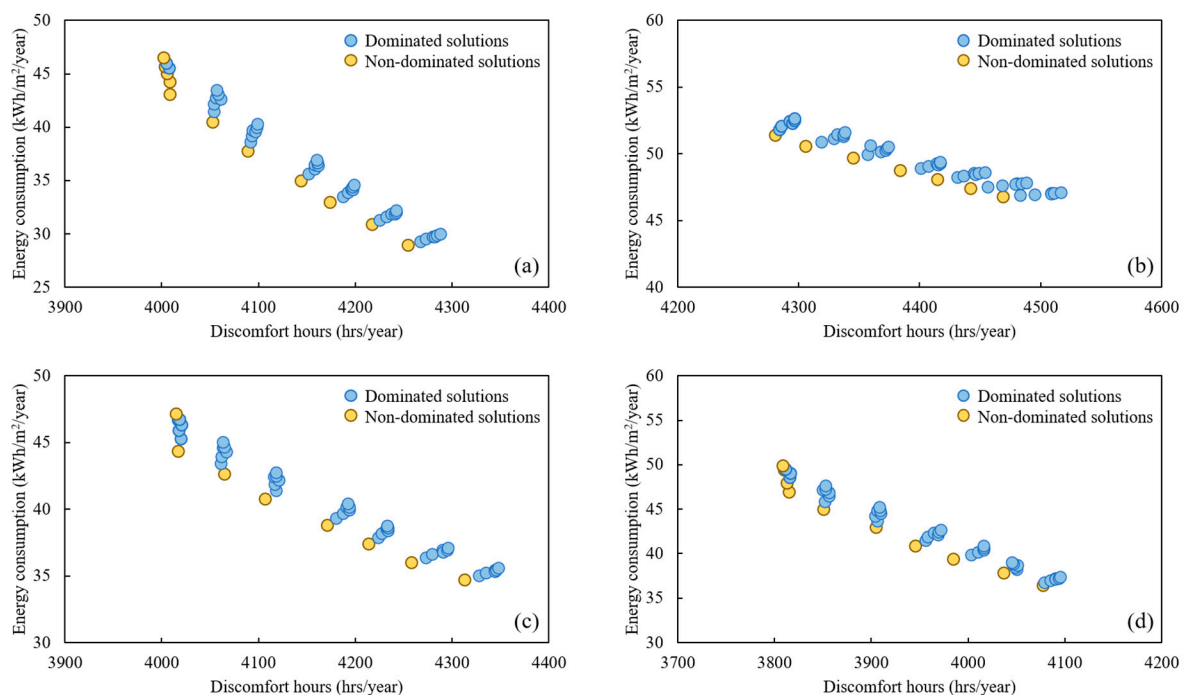 50
45
40
35
30
25
Energy consumption (kWh/m²/year)
Dominated solutions
Non-dominated solutions
(a)
3900 4000 4100 4200 4300 4400
Discomfort hours (hrs/year)
60
55
50
45
40
Energy consumption (kWh/m²/year)
Dominated solutions
Non-dominated solutions
(b)
4200 4300 4400 4500 4600
Discomfort hours (hrs/year)
50
45
40
35
30
Energy consumption (kWh/m²/year)
Dominated solutions
Non-dominated solutions
(c)
3900 4000 4100 4200 4300 4400
Discomfort hours (hrs/year)
60
55
50
45
40
35
30
Energy consumption (kWh/m²/year)
Dominated solutions
Non-dominated solutions
(d)
3700 3800 3900 4000 4100 4200
Discomfort hours (hrs/year)